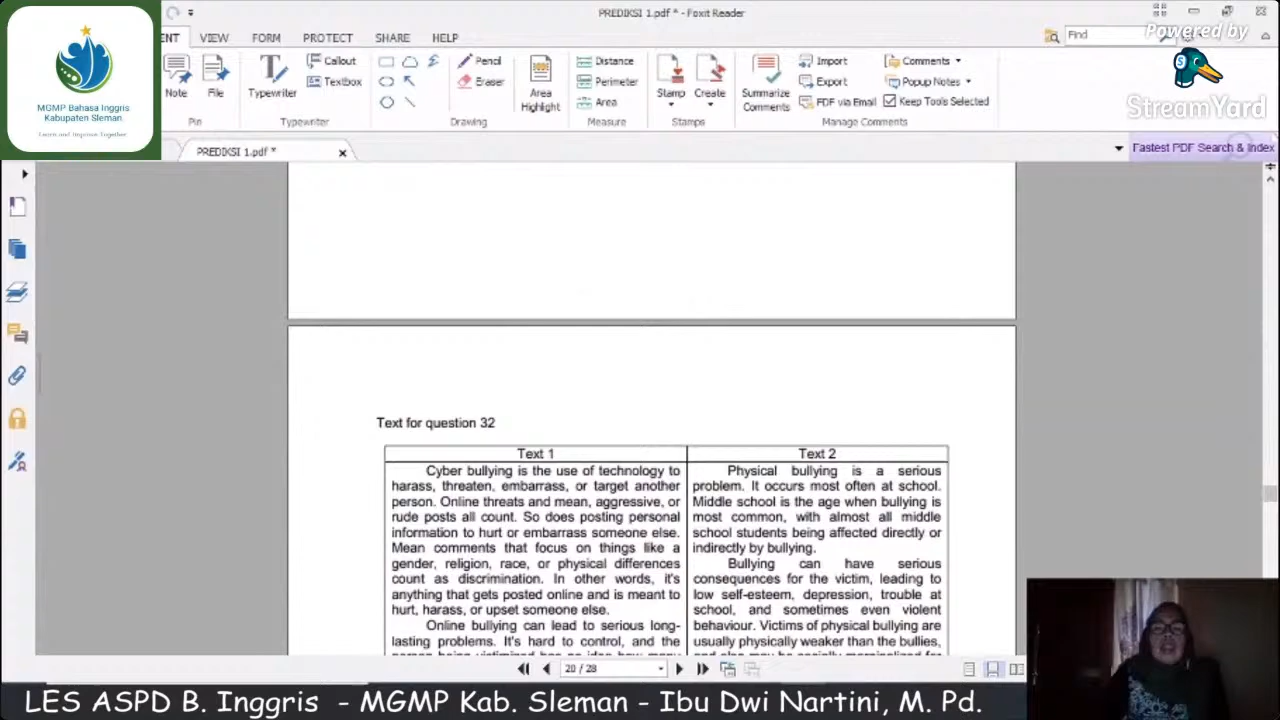 PREDIKSI 1.pdf * - Foxit Reader
Powered by
StreamYard
MGMP Bahasa Inggris
Kabupaten Sleman
Learn and Improve Together
ENT VIEW FORM PROTECT SHARE HELP
Find
Note
File
Pin
Typewriter
Callout
Textbox
Typewriter
Pencil
Eraser
Drawing
Area
Highlight
Distance
Perimeter
Area
Measure
Stamp
Create
Stamps
Summarize
Comments
Import
Export
FDF via Email
Comments
Popup Notes
Keep Tools Selected
Manage Comments
PREDIKSI 1.pdf *
Fastest PDF Search & Index
Text for question 32
Text 1
Cyber bullying is the use of technology to
harass, threaten, embarrass, or target another
person. Online threats and mean, aggressive, or
rude posts all count. So does posting personal
information to hurt or embarrass someone else.
Mean comments that focus on things like a
gender, religion, race, or physical differences
count as discrimination. In other words, it's
anything that gets posted online and is meant to
hurt, harass, or upset someone else.
Online bullying can lead to serious long-
lasting problems. It's hard to control, and the
Text 2
Physical bullying is a serious
problem. It occurs most often at school.
Middle school is the age when bullying is
most common, with almost all middle
school students being affected directly or
indirectly by bullying.
Bullying can have serious
consequences for the victim, leading to
low self-esteem, depression, trouble at
school, and sometimes even violent
behaviour. Victims of physical bullying are
usually physically weaker than the bullies,
20 / 28
LES ASPD B. Inggris - MGMP Kab. Sleman - Ibu Dwi Nartini, M. Pd.